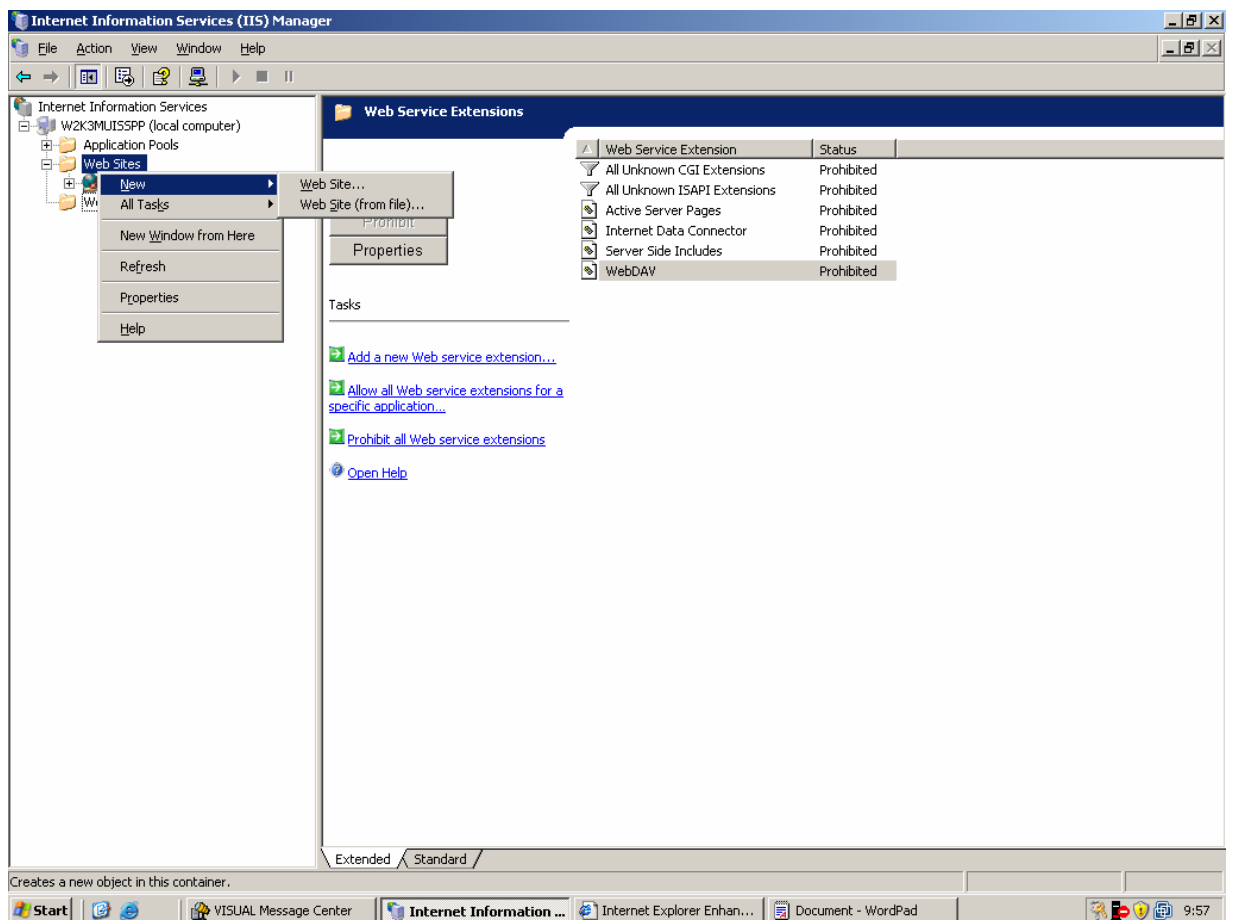 Internet Information Services (IIS) Manager
File Action View Window Help
Internet Information Services
W2K3MUISSPP (local computer)
Application Pools
Web Sites
New
All Tasks
New Window from Here
Refresh
Properties
Help
Web Site...
Web Site (from file)...
Web Service Extensions
Prohibit
Properties
Tasks
Add a new Web service extension...
Allow all Web service extensions for a
specific application...
Prohibit all Web service extensions
Open Help
Web Service Extension Status
All Unknown CGI Extensions Prohibited
All Unknown ISAPI Extensions Prohibited
Active Server Pages Prohibited
Internet Data Connector Prohibited
Server Side Includes Prohibited
WebDAV Prohibited
Extended Standard
Creates a new object in this container.
Start VISUAL Message Center Internet Information ... Internet Explorer Enhan... Document - WordPad 9:57